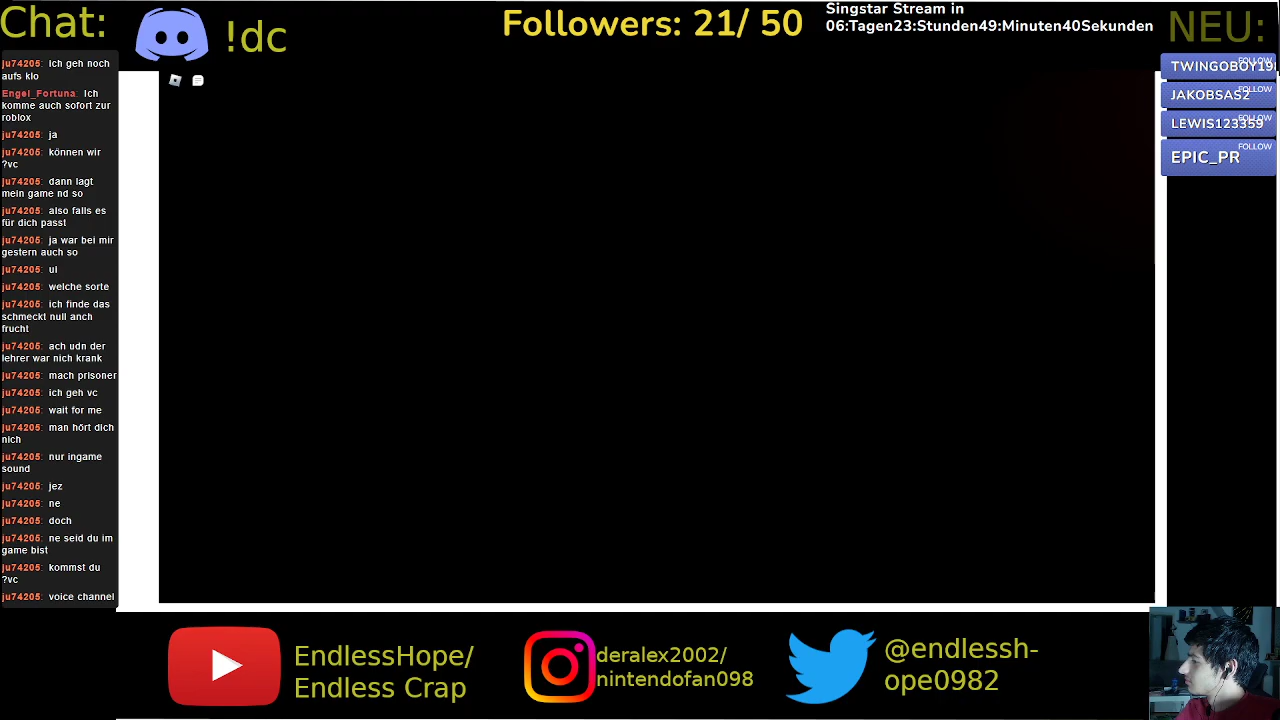 Chat:
!dc
Followers: 21/ 50
Singstar Stream in
06:Tagen23:Stunden49:Minuten40Sekunden
NEU:
ju74205: Ich geh noch
aufs klo
Engel_Fortuna: Ich
komme auch sofort zur
roblox
ju74205: ja
ju74205: können wir
?vc
ju74205: dann lagt
mein game nd so
ju74205: also falls es
für dich passt
ju74205: ja war bei mir
gestern auch so
ju74205: ui
ju74205: welche sorte
ju74205: ich finde das
schmeckt null anch
frucht
ju74205: ach udn der
lehrer war nich krank
ju74205: mach prisoner
ju74205: ich geh vc
ju74205: wait for me
ju74205: man hört dich
nich
ju74205: nur ingame
sound
ju74205: jez
ju74205: ne
ju74205: doch
ju74205: ne seid du im
game bist
ju74205: kommst du
?vc
ju74205: voice channel
FOLLOW
FOLLOW
JAKOBSAS2
FOLLOW
LEWIS123359
FOLLOW
EPIC_PR
EndlessHope/
Endless Crap
deralex2002/
nintendofan098
@endlessh-
ope0982